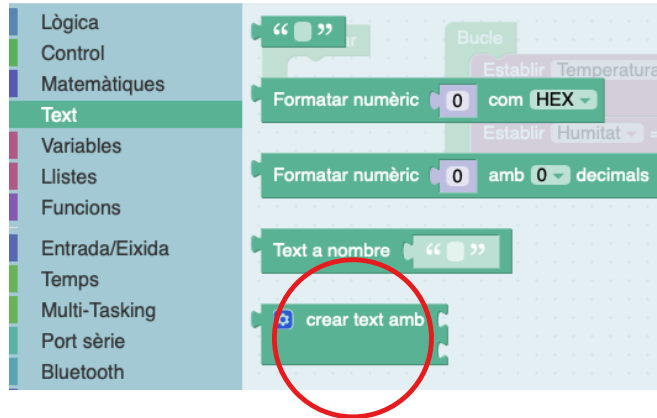 Lògica
Control
Matemàtiques
Text
Variables
Llistes
Funcions
Entrada/Eixida
Temps
Multi-Tasking
Port sèrie
Bluetooth
“ ”
Bucle
Establir Temperatura
Formatar numèric 0 com HEX
Establir Humitat =
Formatar numèric 0 amb 0 decimals
Text a nombre “ ”
crear text amb